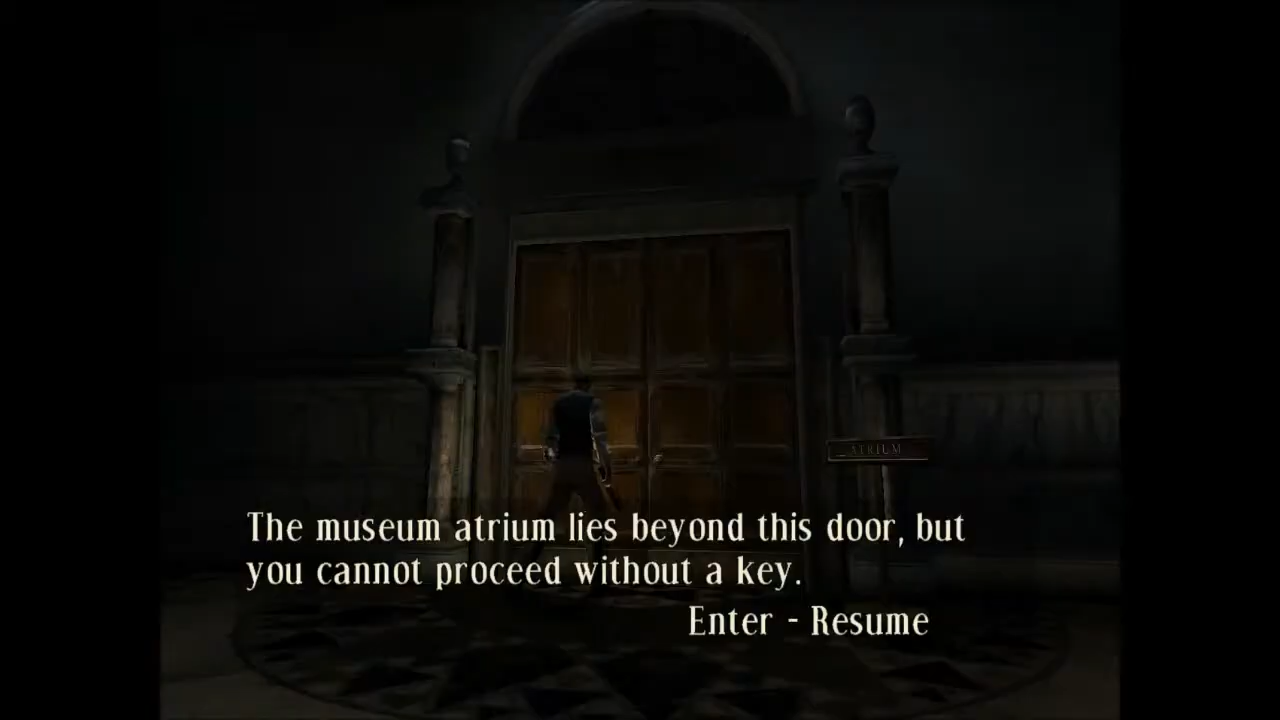 ATRIUM
The museum atrium lies beyond this door, but
you cannot proceed without a key.
Enter - Resume